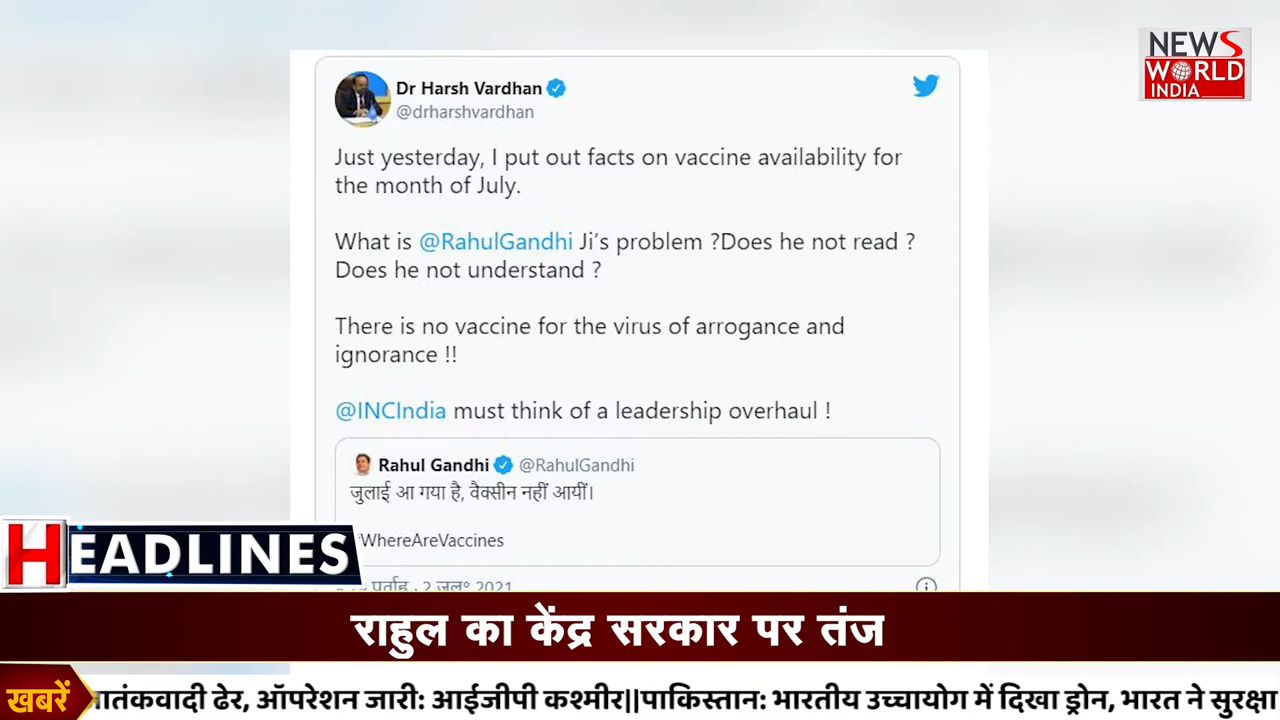 NEWS
WORLD
INDIA
Dr Harsh Vardhan
@drharshvardhan
Just yesterday, I put out facts on vaccine availability for
the month of July.
What is @RahulGandhi Ji’s problem ?Does he not read ?
Does he not understand ?
There is no vaccine for the virus of arrogance and
ignorance !!
@INCIndia must think of a leadership overhaul !
Rahul Gandhi @RahulGandhi
जुलाई आ गया है, वैक्सीन नहीं आयीं।
#WhereAreVaccines
पूर्वाह्न · 2 जुल॰ 2021
HEADLINES
राहुल का केंद्र सरकार पर तंज
खबरें
ढेर, ऑपरेशन जारी: आईजीपी कश्मीर||पाकिस्तान: भारतीय उच्चायोग में दिखा ड्रोन, भारत ने सुरक्षा